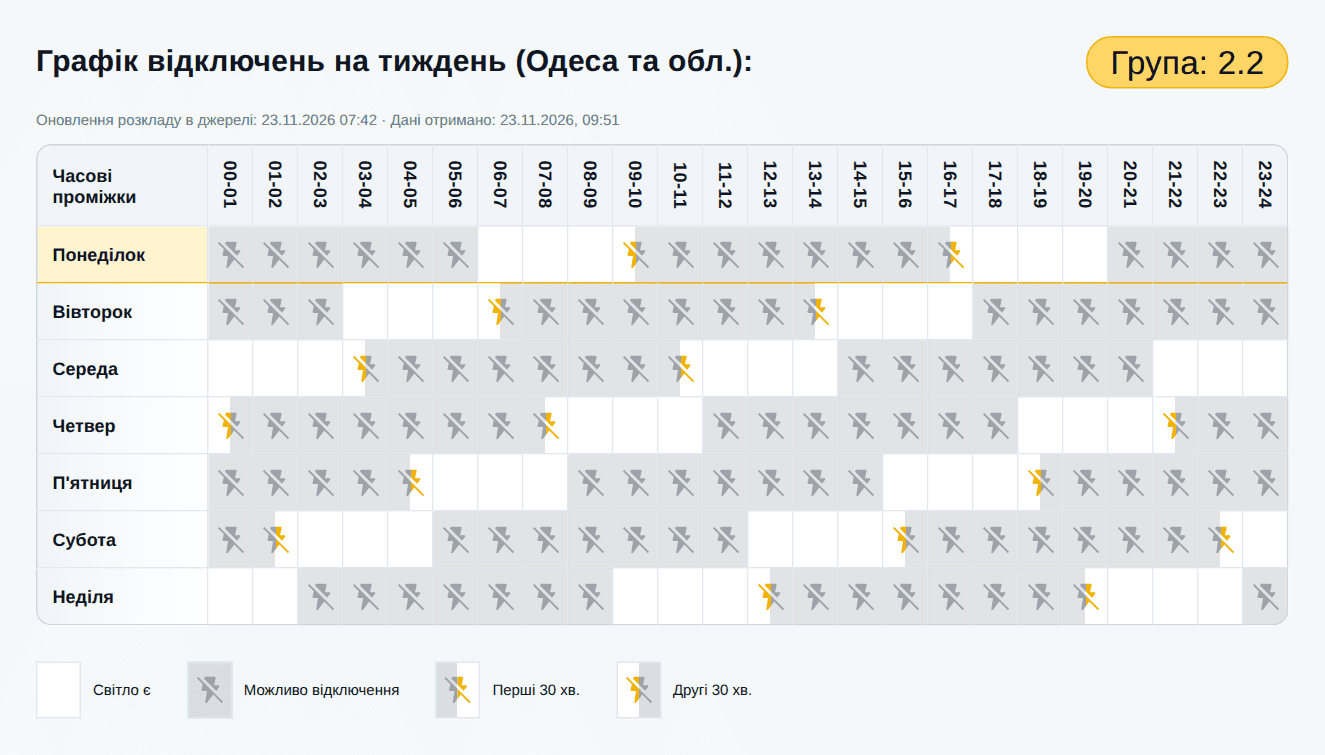 Графік відключень на тиждень (Одеса та обл.):
Група: 2.2
Оновлення розкладу в джерелі: 23.11.2026 07:42 · Дані отримано: 23.11.2026, 09:51
Часові
проміжки
00-01 01-02 02-03 03-04 04-05 05-06 06-07 07-08 08-09 09-10 10-11 11-12 12-13 13-14 14-15 15-16 16-17 17-18 18-19 19-20 20-21 21-22 22-23 23-24
Понеділок
Вівторок
Середа
Четвер
П'ятниця
Субота
Неділя
Світло є
Можливо відключення
Перші 30 хв.
Другі 30 хв.